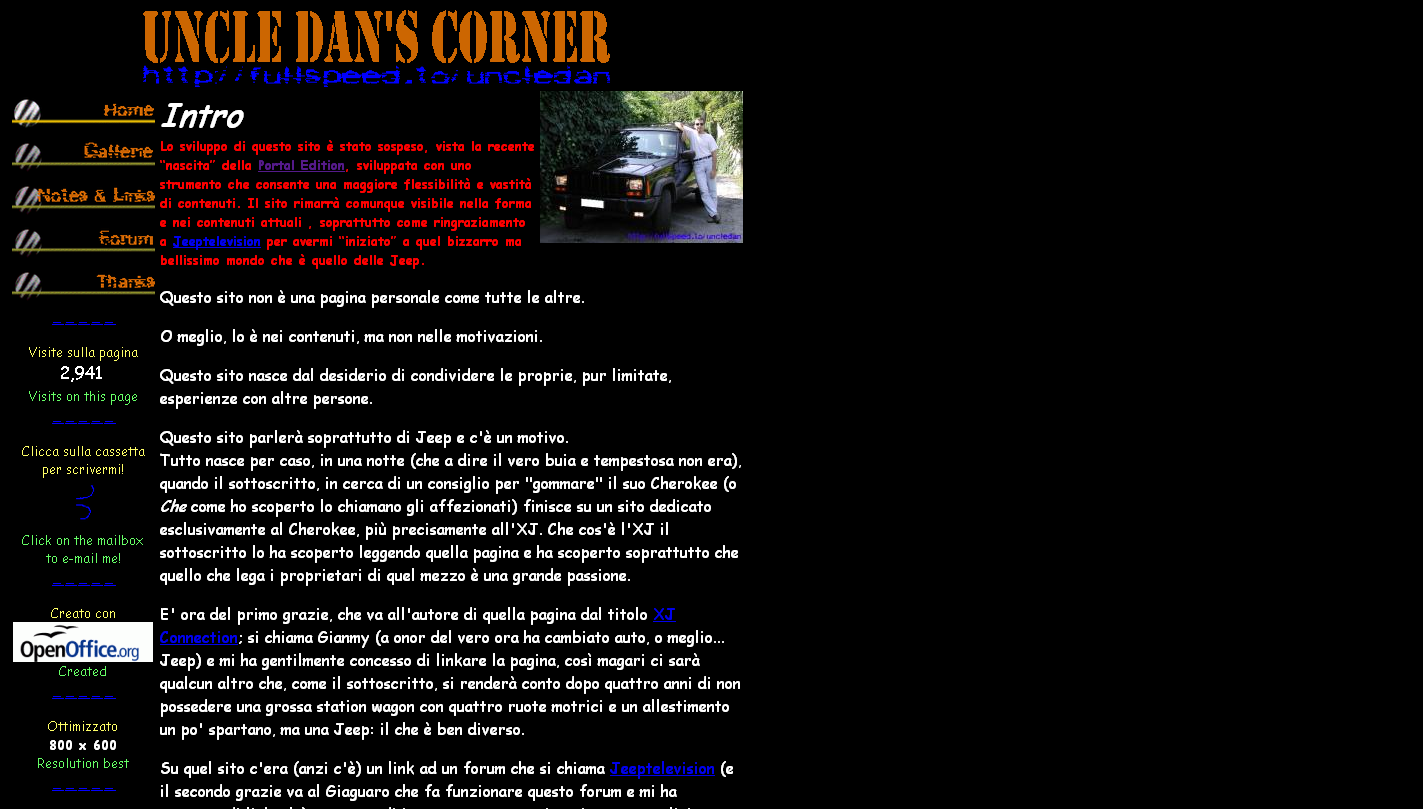 UNCLE DAN'S CORNER
http://fullspeed.to/uncledan
Home
Gallerie
Notes & Links
Forum
Thanks
Visite sulla pagina
2,941
Visits on this page
Clicca sulla cassetta
per scrivermi!
Click on the mailbox
to e-mail me!
Creato con
OpenOffice.org
Created
Ottimizzato
800 x 600
Resolution best
Intro
Lo sviluppo di questo sito è stato sospeso, vista la recente
"nascita" della Portal Edition, sviluppata con uno
strumento che consente una maggiore flessibilità e vastità
di contenuti. Il sito rimarrà comunque visibile nella forma
e nei contenuti attuali , soprattutto come ringraziamento
a Jeeptelevision per avermi "iniziato" a quel bizzarro ma
bellissimo mondo che è quello delle Jeep.
http://fullspeed.to/uncledan
Questo sito non è una pagina personale come tutte le altre.
O meglio, lo è nei contenuti, ma non nelle motivazioni.
Questo sito nasce dal desiderio di condividere le proprie, pur limitate,
esperienze con altre persone.
Questo sito parlerà soprattutto di Jeep e c'è un motivo.
Tutto nasce per caso, in una notte (che a dire il vero buia e tempestosa non era),
quando il sottoscritto, in cerca di un consiglio per "gommare" il suo Cherokee (o
Che come ho scoperto lo chiamano gli affezionati) finisce su un sito dedicato
esclusivamente al Cherokee, più precisamente all'XJ. Che cos'è l'XJ il
sottoscritto lo ha scoperto leggendo quella pagina e ha scoperto soprattutto che
quello che lega i proprietari di quel mezzo è una grande passione.
E' ora del primo grazie, che va all'autore di quella pagina dal titolo XJ
Connection; si chiama Gianmy (a onor del vero ora ha cambiato auto, o meglio...
Jeep) e mi ha gentilmente concesso di linkare la pagina, così magari ci sarà
qualcun altro che, come il sottoscritto, si renderà conto dopo quattro anni di non
possedere una grossa station wagon con quattro ruote motrici e un allestimento
un po' spartano, ma una Jeep: il che è ben diverso.
Su quel sito c'era (anzi c'è) un link ad un forum che si chiama Jeeptelevision (e
il secondo grazie va al Giaguaro che fa funzionare questo forum e mi ha